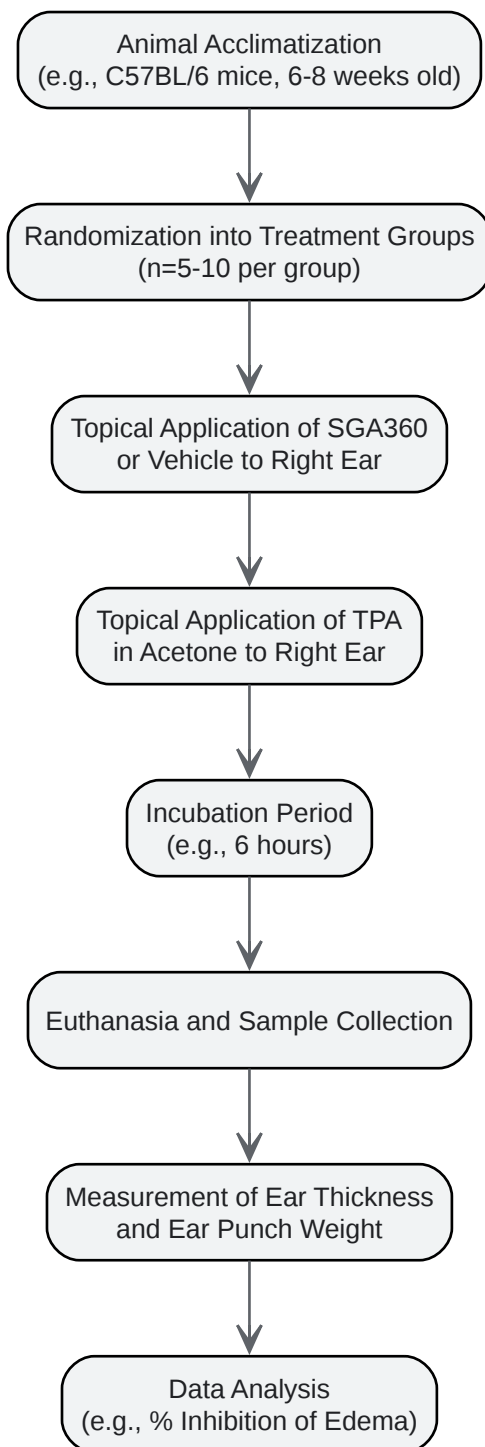 Animal Acclimatization
(e.g., C57BL/6 mice, 6-8 weeks old)
Randomization into Treatment Groups
(n=5-10 per group)
Topical Application of SGA360
or Vehicle to Right Ear
Topical Application of TPA
in Acetone to Right Ear
Incubation Period
(e.g., 6 hours)
Euthanasia and Sample Collection
Measurement of Ear Thickness
and Ear Punch Weight
Data Analysis
(e.g., % Inhibition of Edema)